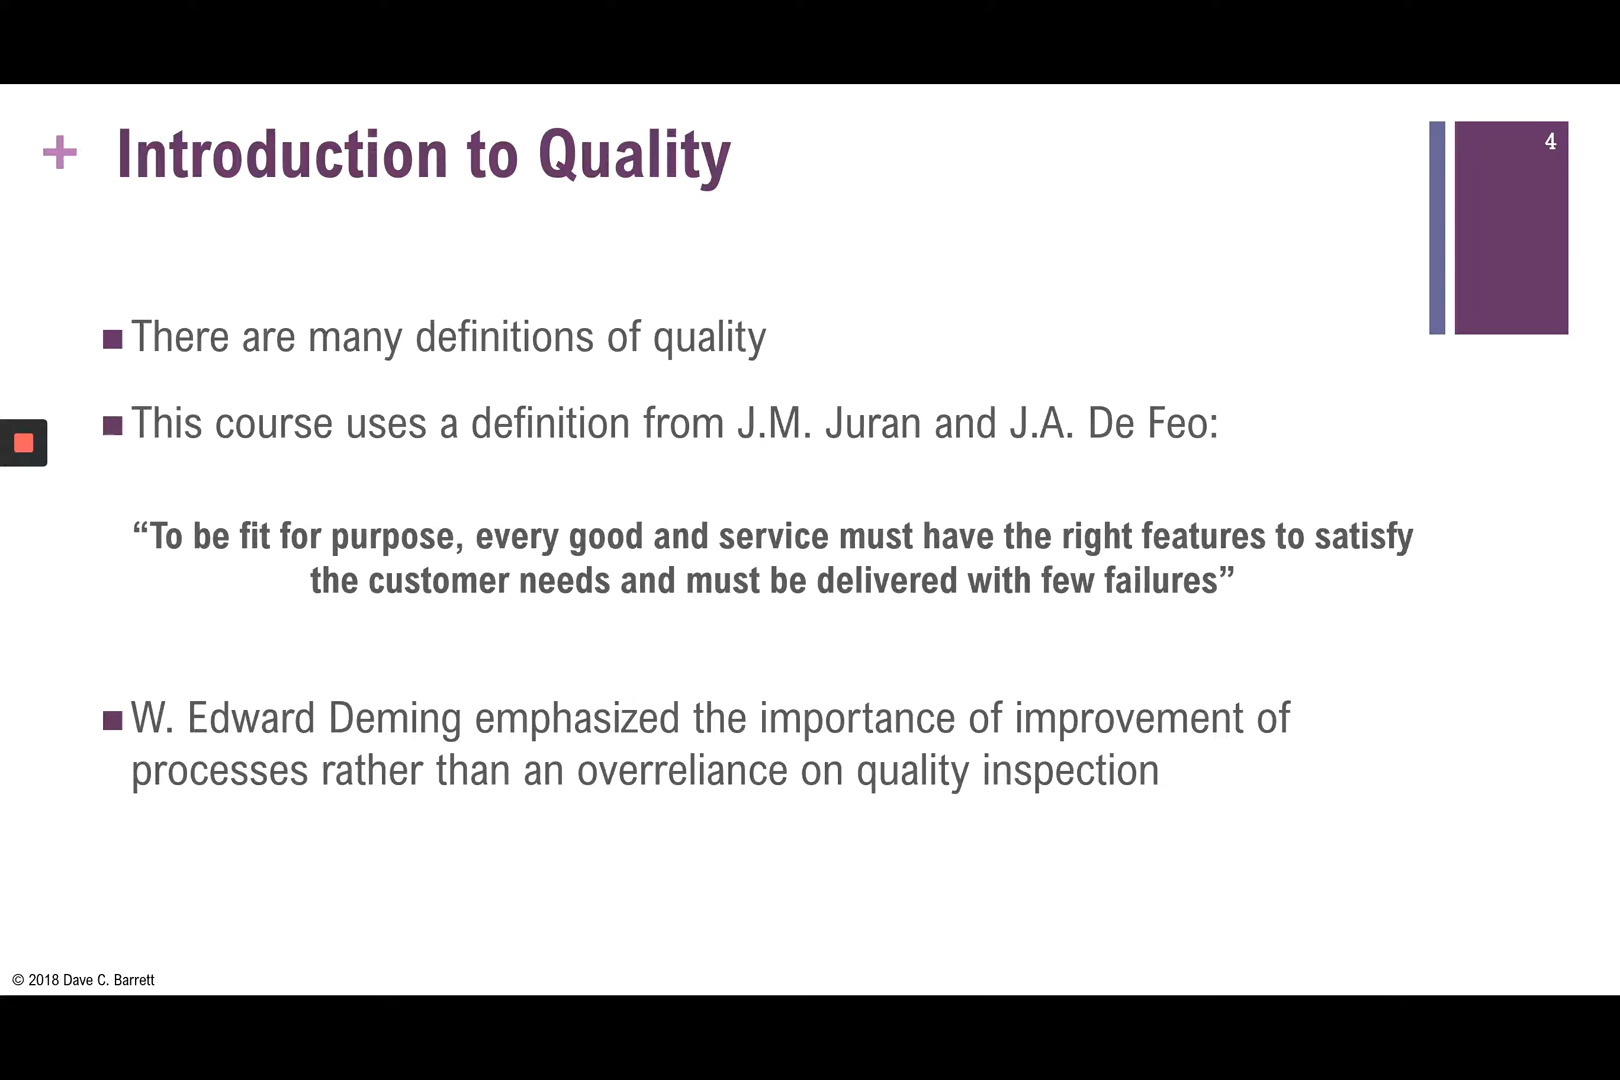 + Introduction to Quality
4
There are many definitions of quality
This course uses a definition from J.M. Juran and J.A. De Feo:
“To be fit for purpose, every good and service must have the right features to satisfy
the customer needs and must be delivered with few failures”
W. Edward Deming emphasized the importance of improvement of
processes rather than an overreliance on quality inspection
© 2018 Dave C. Barrett